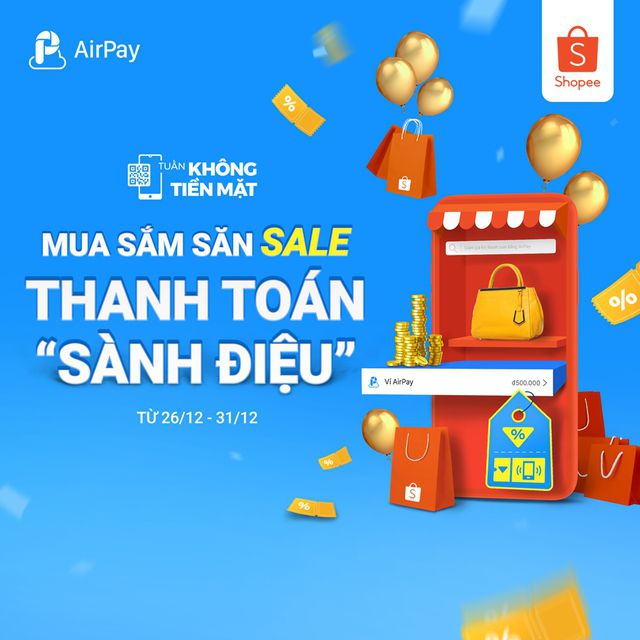 AirPay
Shopee
TUẦN KHÔNG
TIỀN MẶT
MUA SẮM SĂN SALE
THANH TOÁN
“SÀNH ĐIỆU”
TỪ 26/12 - 31/12
Ví AirPay
₫500.000 >
%
%
%
%
%